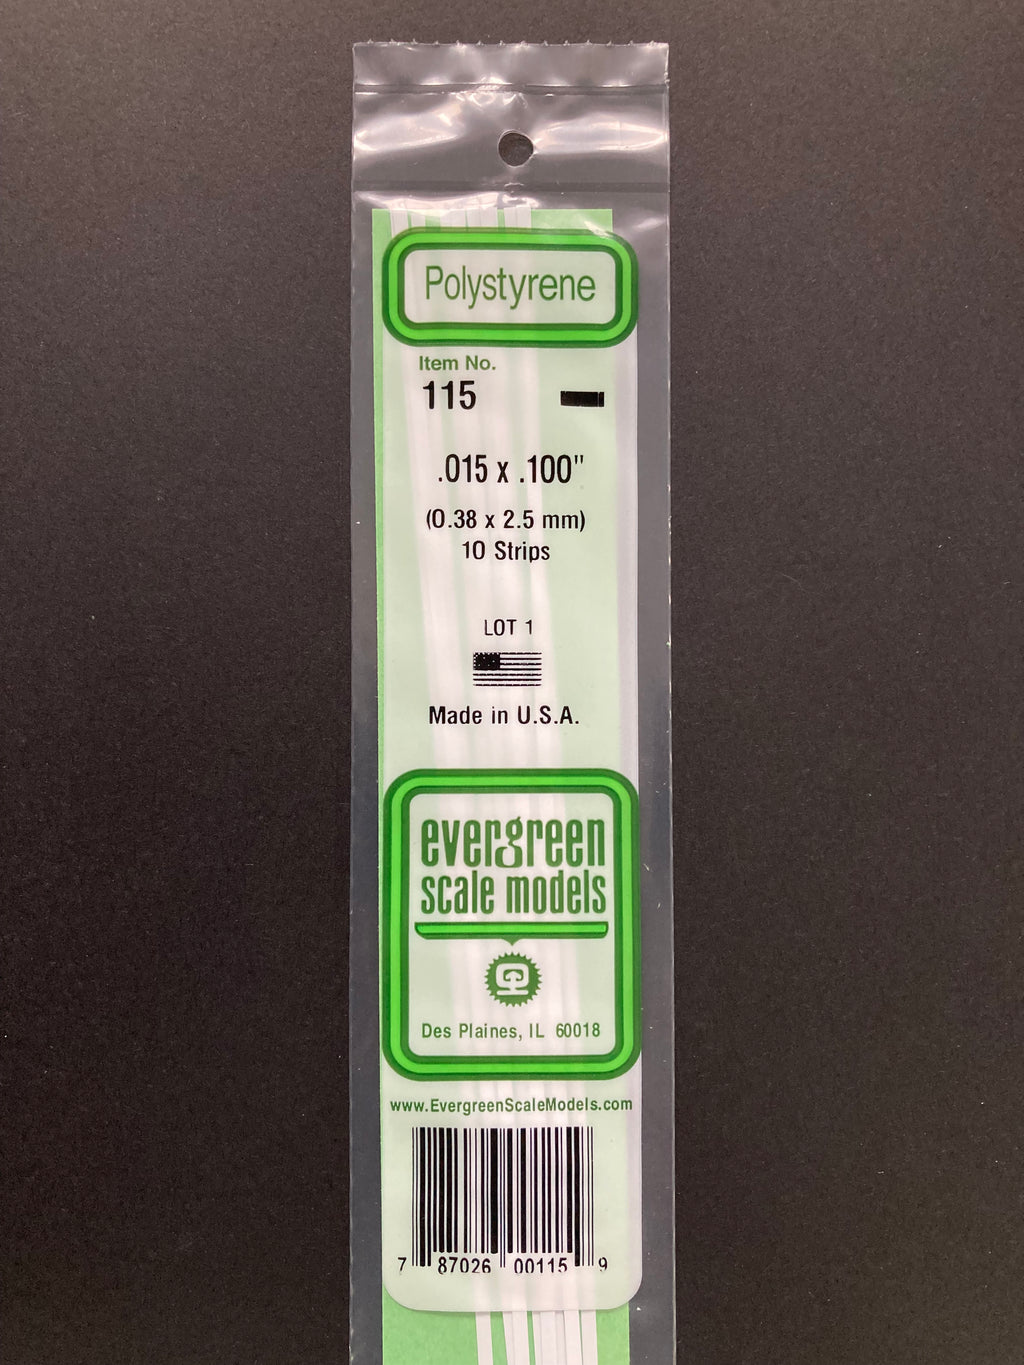 Polystyrene
Item No.
115
.015 x .100"
(0.38 x 2.5 mm)
10 Strips
LOT 1
Made in U.S.A.
evergreen
scale models
Des Plaines, IL 60018
www.EvergreenScaleModels.com
7 87026 00115 9